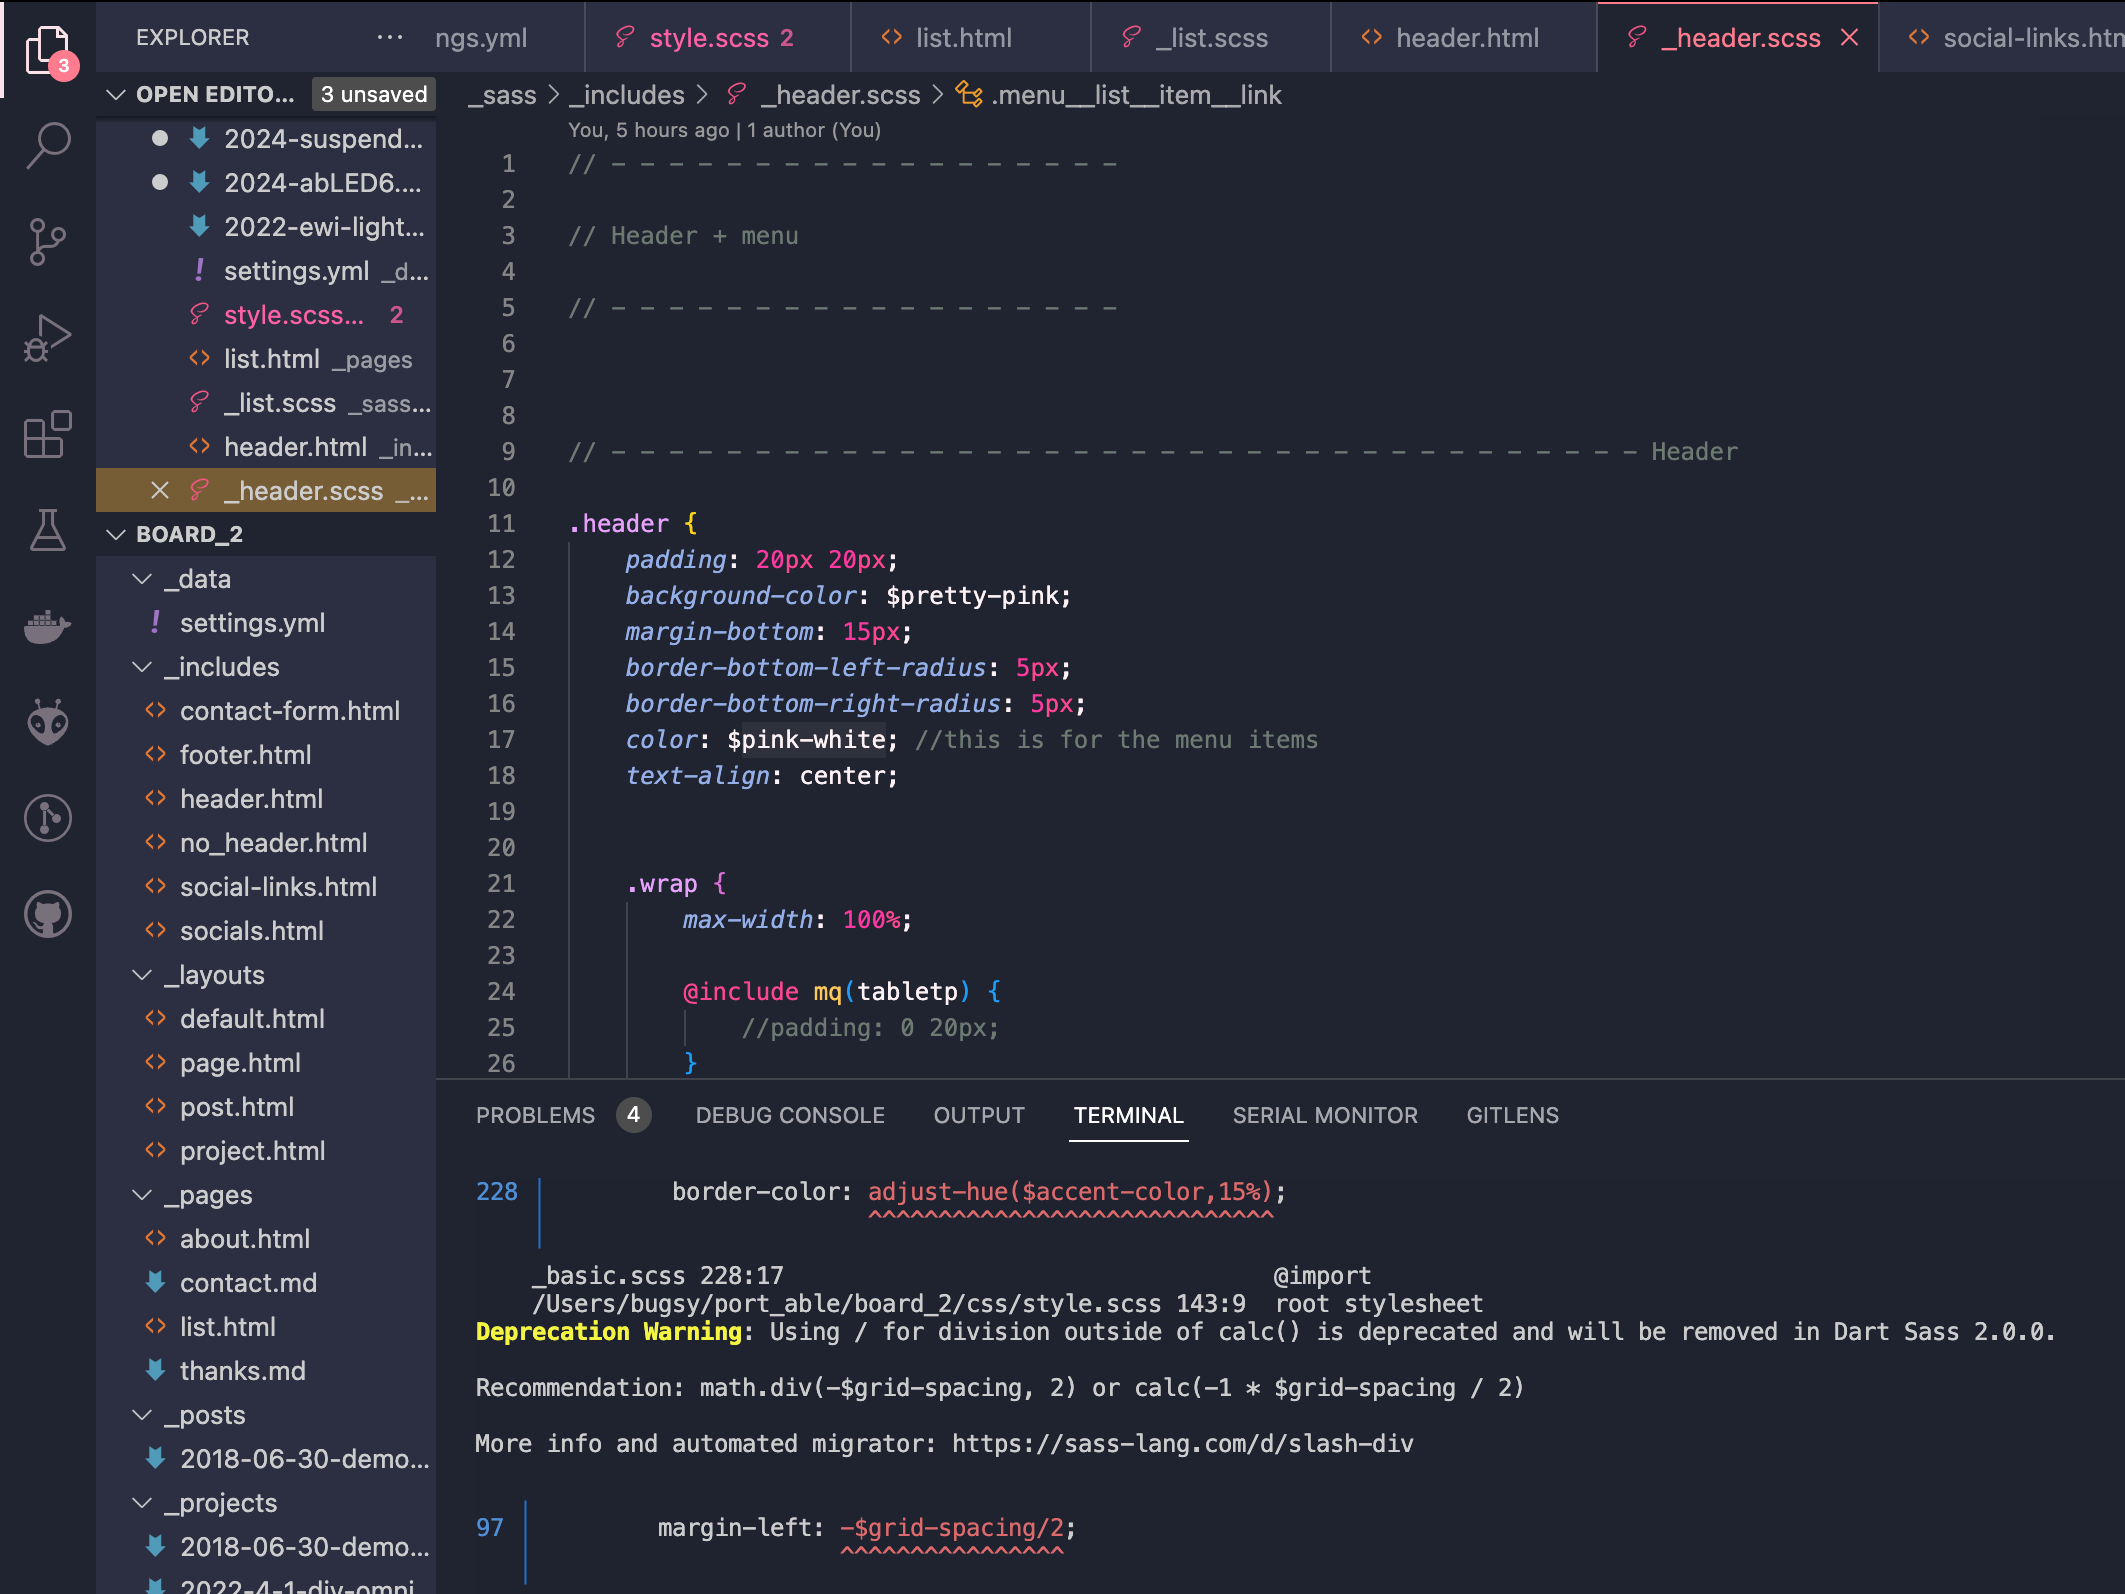 EXPLORER
ngs.yml
style.scss 2
list.html
_list.scss
header.html
_header.scss
social-links.htm
3
OPEN EDITO...
3 unsaved
2024-suspend...
2024-abLED6....
2022-ewi-light...
settings.yml _d...
style.scss... 2
list.html _pages
_list.scss _sass...
header.html _in...
_header.scss _...
BOARD_2
_data
settings.yml
_includes
contact-form.html
footer.html
header.html
no_header.html
social-links.html
socials.html
_layouts
default.html
page.html
post.html
project.html
_pages
about.html
contact.md
list.html
thanks.md
_posts
2018-06-30-demo...
_projects
2018-06-30-demo...
2022-4-1-div-omni
_sass > _includes > _header.scss > .menu__list__item__link
You, 5 hours ago | 1 author (You)
1 // - - - - - - - - - - - - - - - - - -
2
3 // Header + menu
4
5 // - - - - - - - - - - - - - - - - - -
6
7
8
9 // - - - - - - - - - - - - - - - - - - - - - - - - - - - - - - - - - - - - Header
10
11 .header {
12 padding: 20px 20px;
13 background-color: $pretty-pink;
14 margin-bottom: 15px;
15 border-bottom-left-radius: 5px;
16 border-bottom-right-radius: 5px;
17 color: $pink-white; //this is for the menu items
18 text-align: center;
19
20
21 .wrap {
22 max-width: 100%;
23
24 @include mq(tabletp) {
25 //padding: 0 20px;
26 }
PROBLEMS 4 DEBUG CONSOLE OUTPUT TERMINAL SERIAL MONITOR GITLENS
228 border-color: adjust-hue($accent-color,15%);
^^^^^^^^^^^^^^^^^^^^^^^^^^^^^
_basic.scss 228:17 @import
/Users/bugsy/port_able/board_2/css/style.scss 143:9 root stylesheet
Deprecation Warning: Using / for division outside of calc() is deprecated and will be removed in Dart Sass 2.0.0.
Recommendation: math.div(-$grid-spacing, 2) or calc(-1 * $grid-spacing / 2)
More info and automated migrator: https://sass-lang.com/d/slash-div
97 margin-left: -$grid-spacing/2;
^^^^^^^^^^^^^^^^